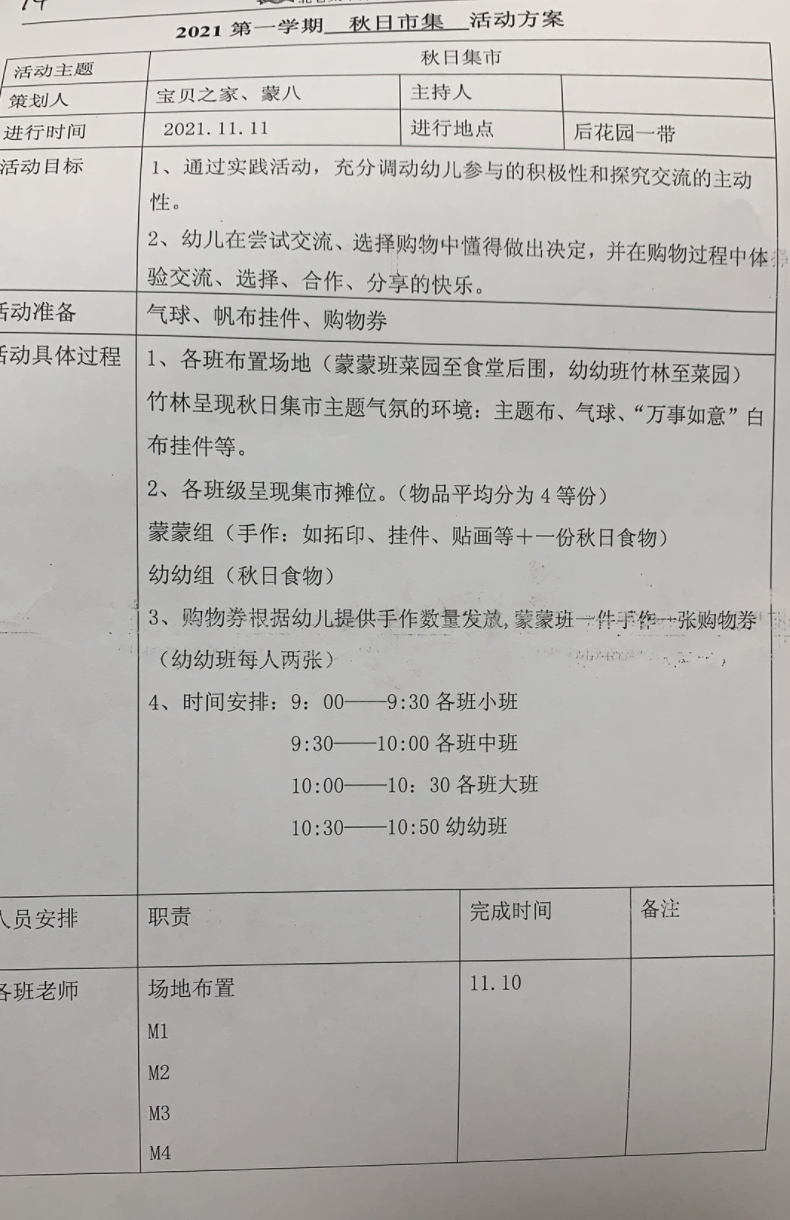 2021 第一学期 秋日市集 活动方案
活动主题 秋日集市
策划人 宝贝之家、蒙八 主持人
进行时间 2021.11.11 进行地点 后花园一带
活动目标 1、通过实践活动，充分调动幼儿参与的积极性和探究交流的主动
性。
2、幼儿在尝试交流、选择购物中懂得做出决定，并在购物过程中体
验交流、选择、合作、分享的快乐。
活动准备 气球、帆布挂件、购物券
活动具体过程 1、各班布置场地（蒙蒙班菜园至食堂后围，幼幼班竹林至菜园）
竹林呈现秋日集市主题气氛的环境：主题布、气球、“万事如意”白
布挂件等。
2、各班级呈现集市摊位。（物品平均分为 4 等份）
蒙蒙组（手作：如拓印、挂件、贴画等＋一份秋日食物）
幼幼组（秋日食物）
3、购物券根据幼儿提供手作数量发放,蒙蒙班一件手作一张购物券
（幼幼班每人两张）
4、时间安排：9：00——9:30 各班小班
9:30——10:00 各班中班
10:00——10：30 各班大班
10:30——10:50 幼幼班
人员安排 职责 完成时间 备注
各班老师 场地布置 11.10
M1
M2
M3
M4